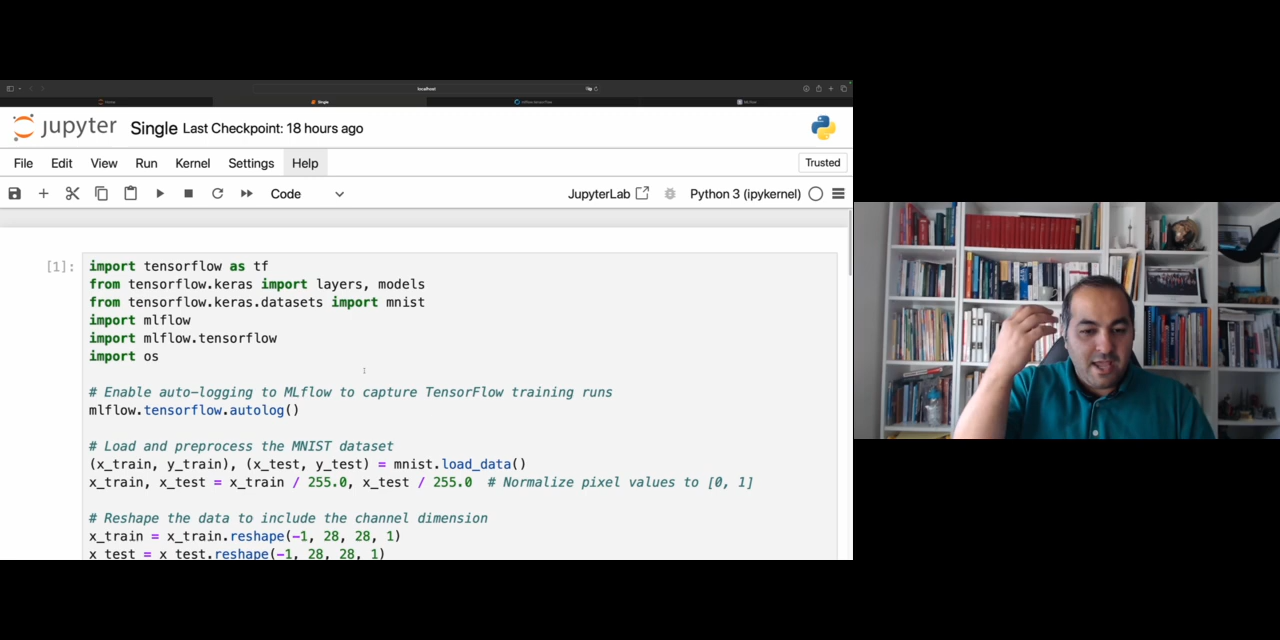 localhost
Home
Single
mlflow-tensorflow
jupyter Single Last Checkpoint: 18 hours ago
File Edit View Run Kernel Settings Help
Trusted
Code
JupyterLab
Python 3 (ipykernel)
[1]:
import tensorflow as tf
from tensorflow.keras import layers, models
from tensorflow.keras.datasets import mnist
import mlflow
import mlflow.tensorflow
import os
# Enable auto-logging to MLflow to capture TensorFlow training runs
mlflow.tensorflow.autolog()
# Load and preprocess the MNIST dataset
(x_train, y_train), (x_test, y_test) = mnist.load_data()
x_train, x_test = x_train / 255.0, x_test / 255.0 # Normalize pixel values to [0, 1]
# Reshape the data to include the channel dimension
x_train = x_train.reshape(-1, 28, 28, 1)
x_test = x_test.reshape(-1, 28, 28, 1)